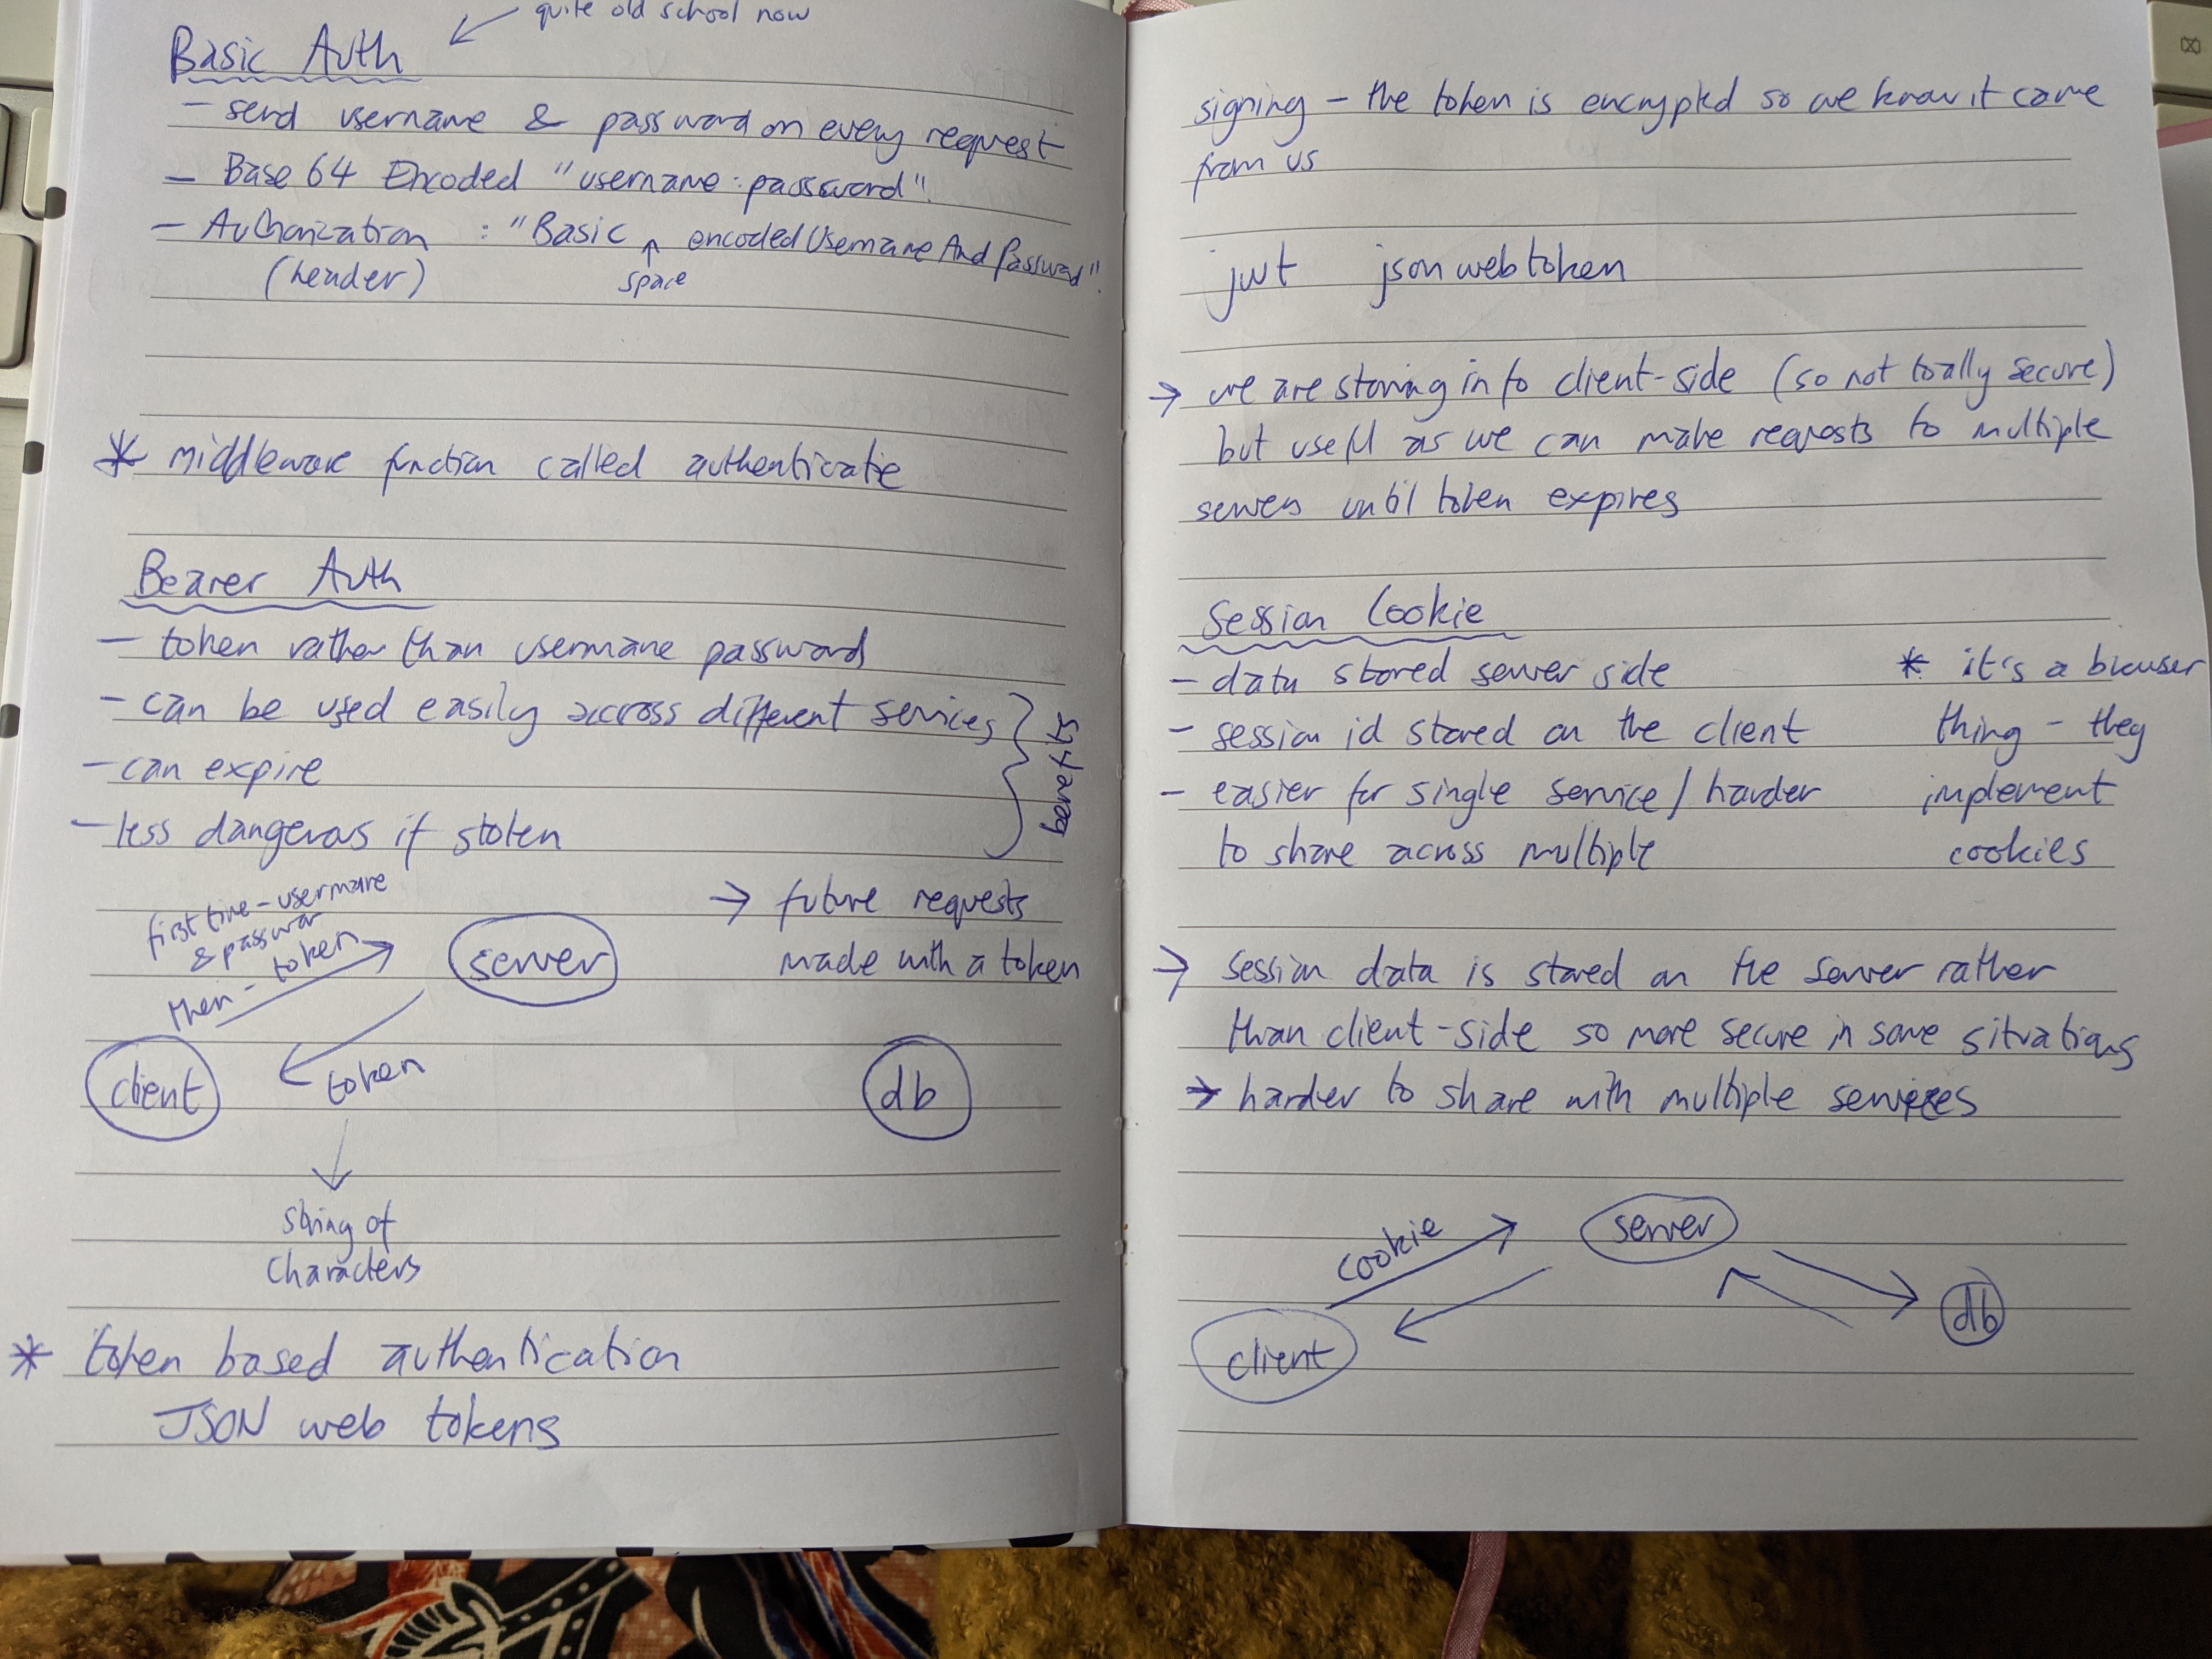 quite old school now
Basic Auth
- send username & password on every request
- Base 64 Encoded "username:password".
- Authorization : "Basic encodedUsernameAndPassword".
(header)
space
* middleware function called authenticate
Bearer Auth
- token rather than username password
- can be used easily accross different services
- can expire
- less dangerous if stolen
benefits
first time - username
& password
then - token
server
→ future requests
made with a token
client
token
db
string of
characters
* token based authentication
JSON web tokens
signing - the token is encrypted so we know it came
from us
jwt jsonwebtoken
→ we are storing info client-side (so not totally secure)
but useful as we can make requests to multiple
servers until token expires
Session Cookie
- data stored server side
- session id stored on the client
- easier for single service / harder
to share across multiple
* it's a browser
thing - they
implement
cookies
→ session data is stored on the server rather
than client-side so more secure in some situations
→ harder to share with multiple services
cookie
server
db
client